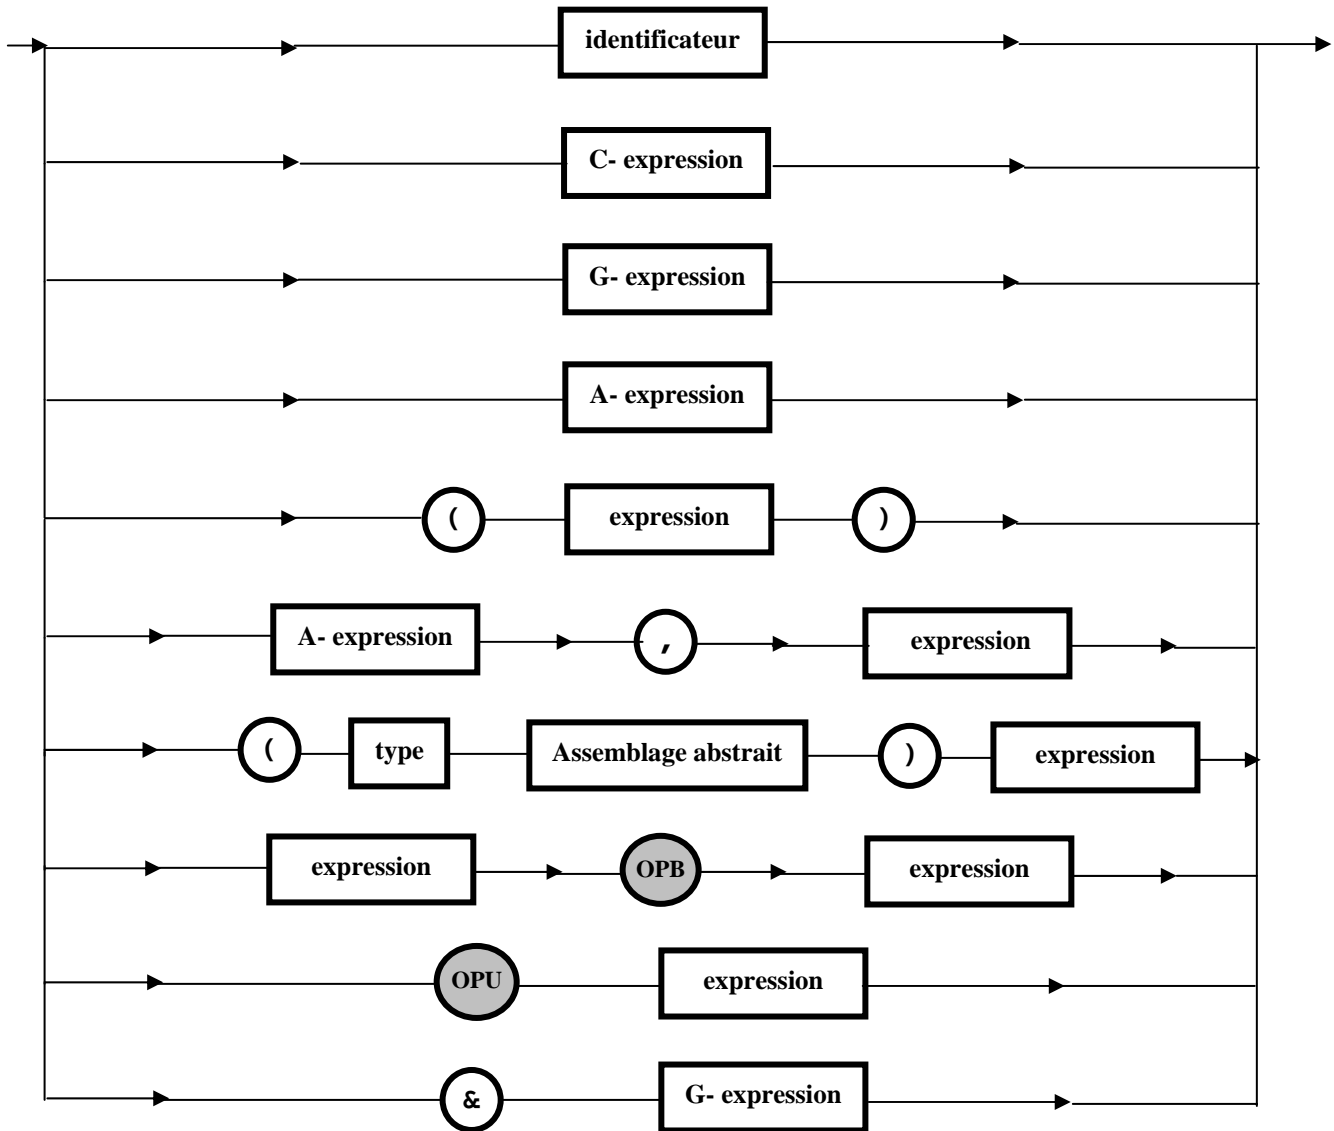 identificateur
C- expression
G- expression
A- expression
( expression )
A- expression , expression
( type Assemblage abstrait ) expression
expression OPB expression
OPU expression
& G- expression